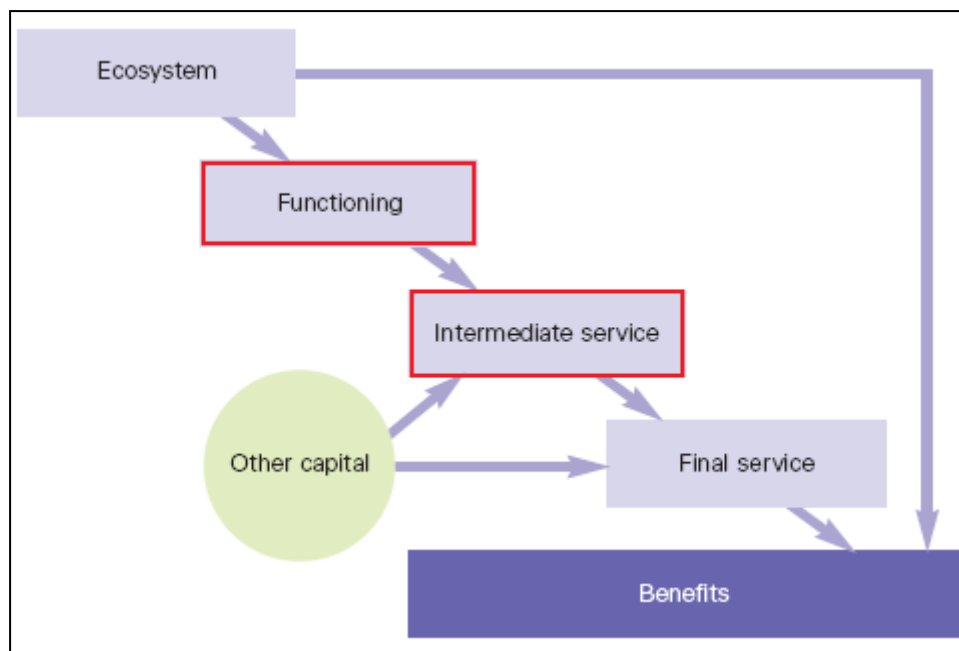 Ecosystem
Functioning
Intermediate service
Other capital
Final service
Benefits